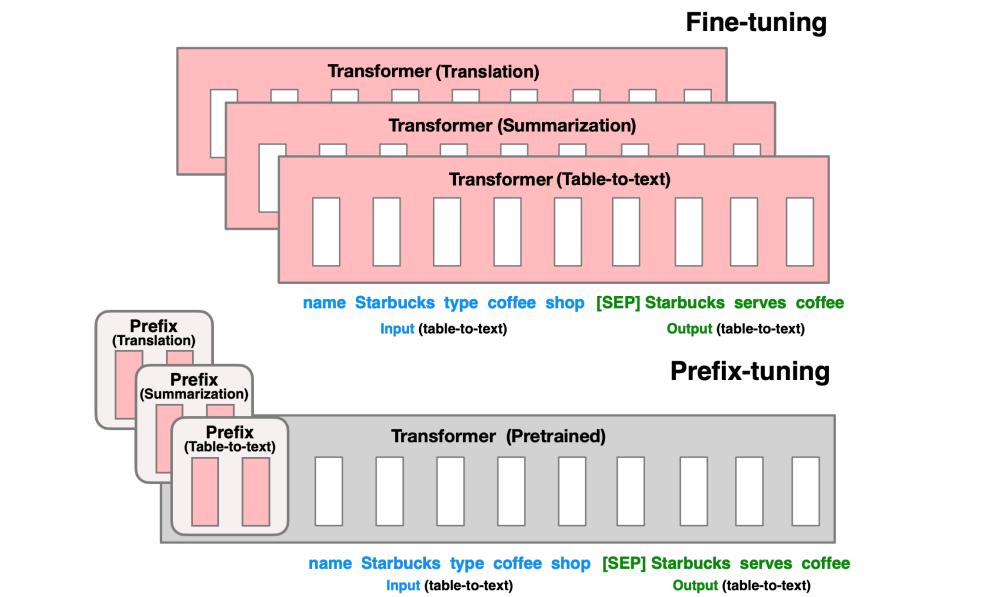 Fine-tuning
Transformer (Translation)
Transformer (Summarization)
Transformer (Table-to-text)
name Starbucks type coffee shop [SEP] Starbucks serves coffee
Input (table-to-text) Output (table-to-text)
Prefix-tuning
Prefix
(Translation)
Prefix
(Summarization)
Prefix
(Table-to-text)
Transformer (Pretrained)
name Starbucks type coffee shop [SEP] Starbucks serves coffee
Input (table-to-text) Output (table-to-text)